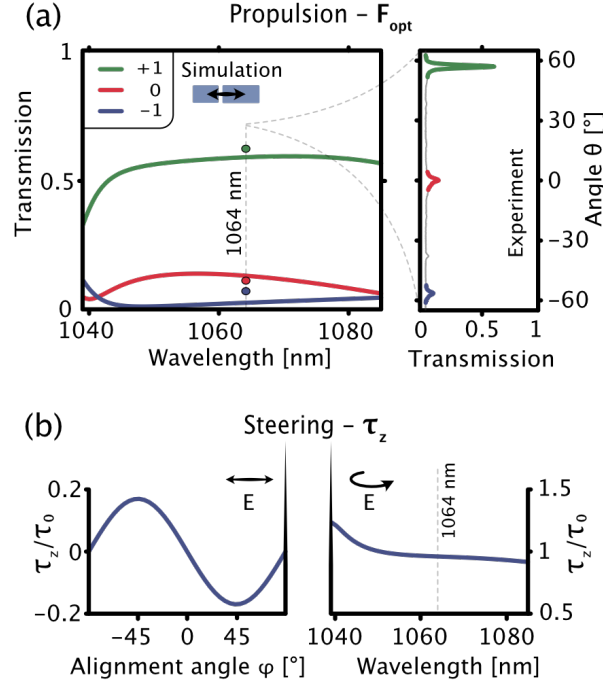 (a)
Propulsion – F_opt
+1
0
−1
Simulation
1064 nm
1
0.5
0
Transmission
1040
1060
1080
Wavelength [nm]
Experiment
60
30
0
−30
−60
Angle θ [°]
0
0.5
1
Transmission
(b)
Steering – τ_z
0.2
0
-0.2
τ_z/τ_0
E
-45
0
45
Alignment angle φ [°]
E
1064 nm
1.5
1
0.5
τ_z/τ_0
1040
1060
1080
Wavelength [nm]